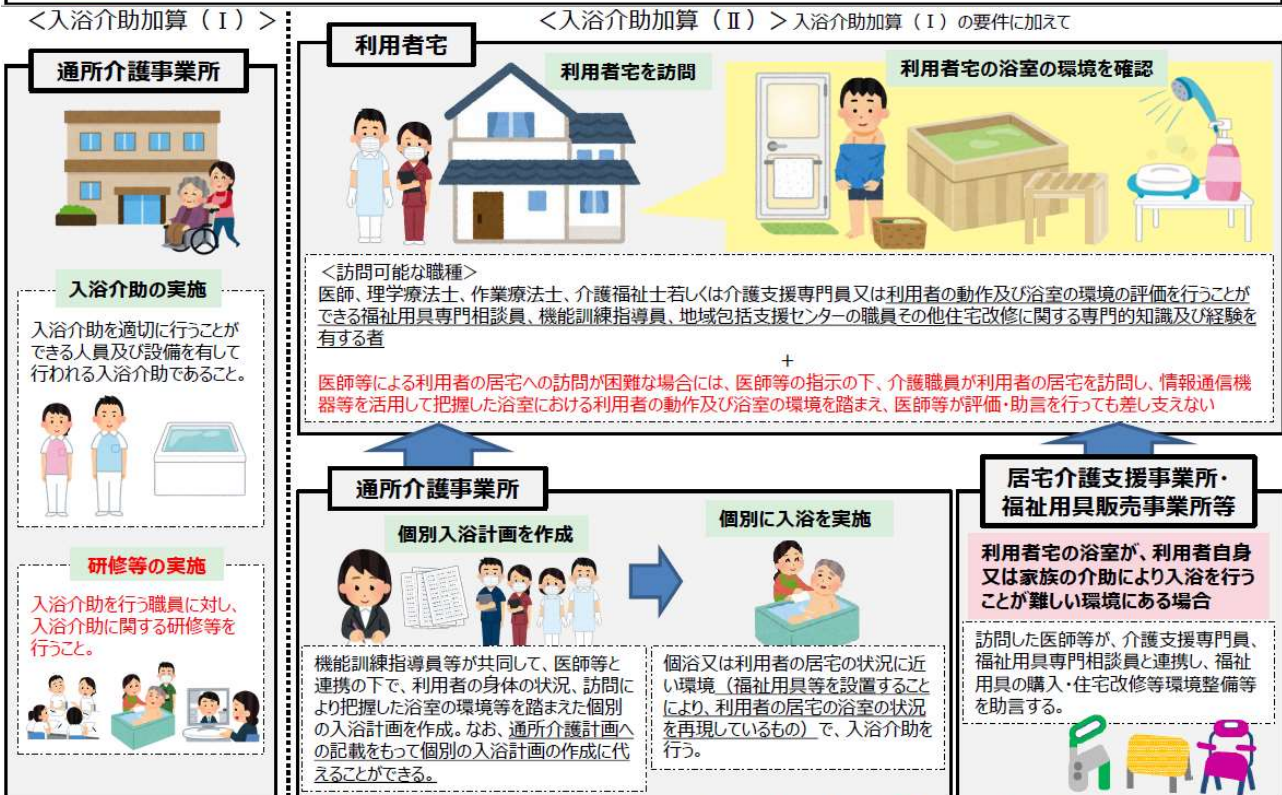 ＜入浴介助加算（Ⅰ）＞
通所介護事業所
入浴介助の実施
入浴介助を適切に行うことが
できる人員及び設備を有して
行われる入浴介助であること。
研修等の実施
入浴介助を行う職員に対し、
入浴介助に関する研修等を
行うこと。
＜入浴介助加算（Ⅱ）＞ 入浴介助加算（Ⅰ）の要件に加えて
利用者宅
利用者宅を訪問
利用者宅の浴室の環境を確認
＜訪問可能な職種＞
医師、理学療法士、作業療法士、介護福祉士若しくは介護支援専門員又は利用者の動作及び浴室の環境の評価を行うことが
できる福祉用具専門相談員、機能訓練指導員、地域包括支援センターの職員その他住宅改修に関する専門的知識及び経験を
有する者
+
医師等による利用者の居宅への訪問が困難な場合には、医師等の指示の下、介護職員が利用者の居宅を訪問し、情報通信機
器等を活用して把握した浴室における利用者の動作及び浴室の環境を踏まえ、医師等が評価・助言を行っても差し支えない
通所介護事業所
個別入浴計画を作成
機能訓練指導員等が共同して、医師等と
連携の下で、利用者の身体の状況、訪問に
より把握した浴室の環境等を踏まえた個別
の入浴計画を作成。なお、通所介護計画へ
の記載をもって個別の入浴計画の作成に代
えることができる。
個別に入浴を実施
個浴又は利用者の居宅の状況に近
い環境（福祉用具等を設置すること
により、利用者の居宅の浴室の状況
を再現しているもの）で、入浴介助を
行う。
居宅介護支援事業所・
福祉用具販売事業所等
利用者宅の浴室が、利用者自身
又は家族の介助により入浴を行う
ことが難しい環境にある場合
訪問した医師等が、介護支援専門員、
福祉用具専門相談員と連携し、福祉
用具の購入・住宅改修等環境整備等
を助言する。